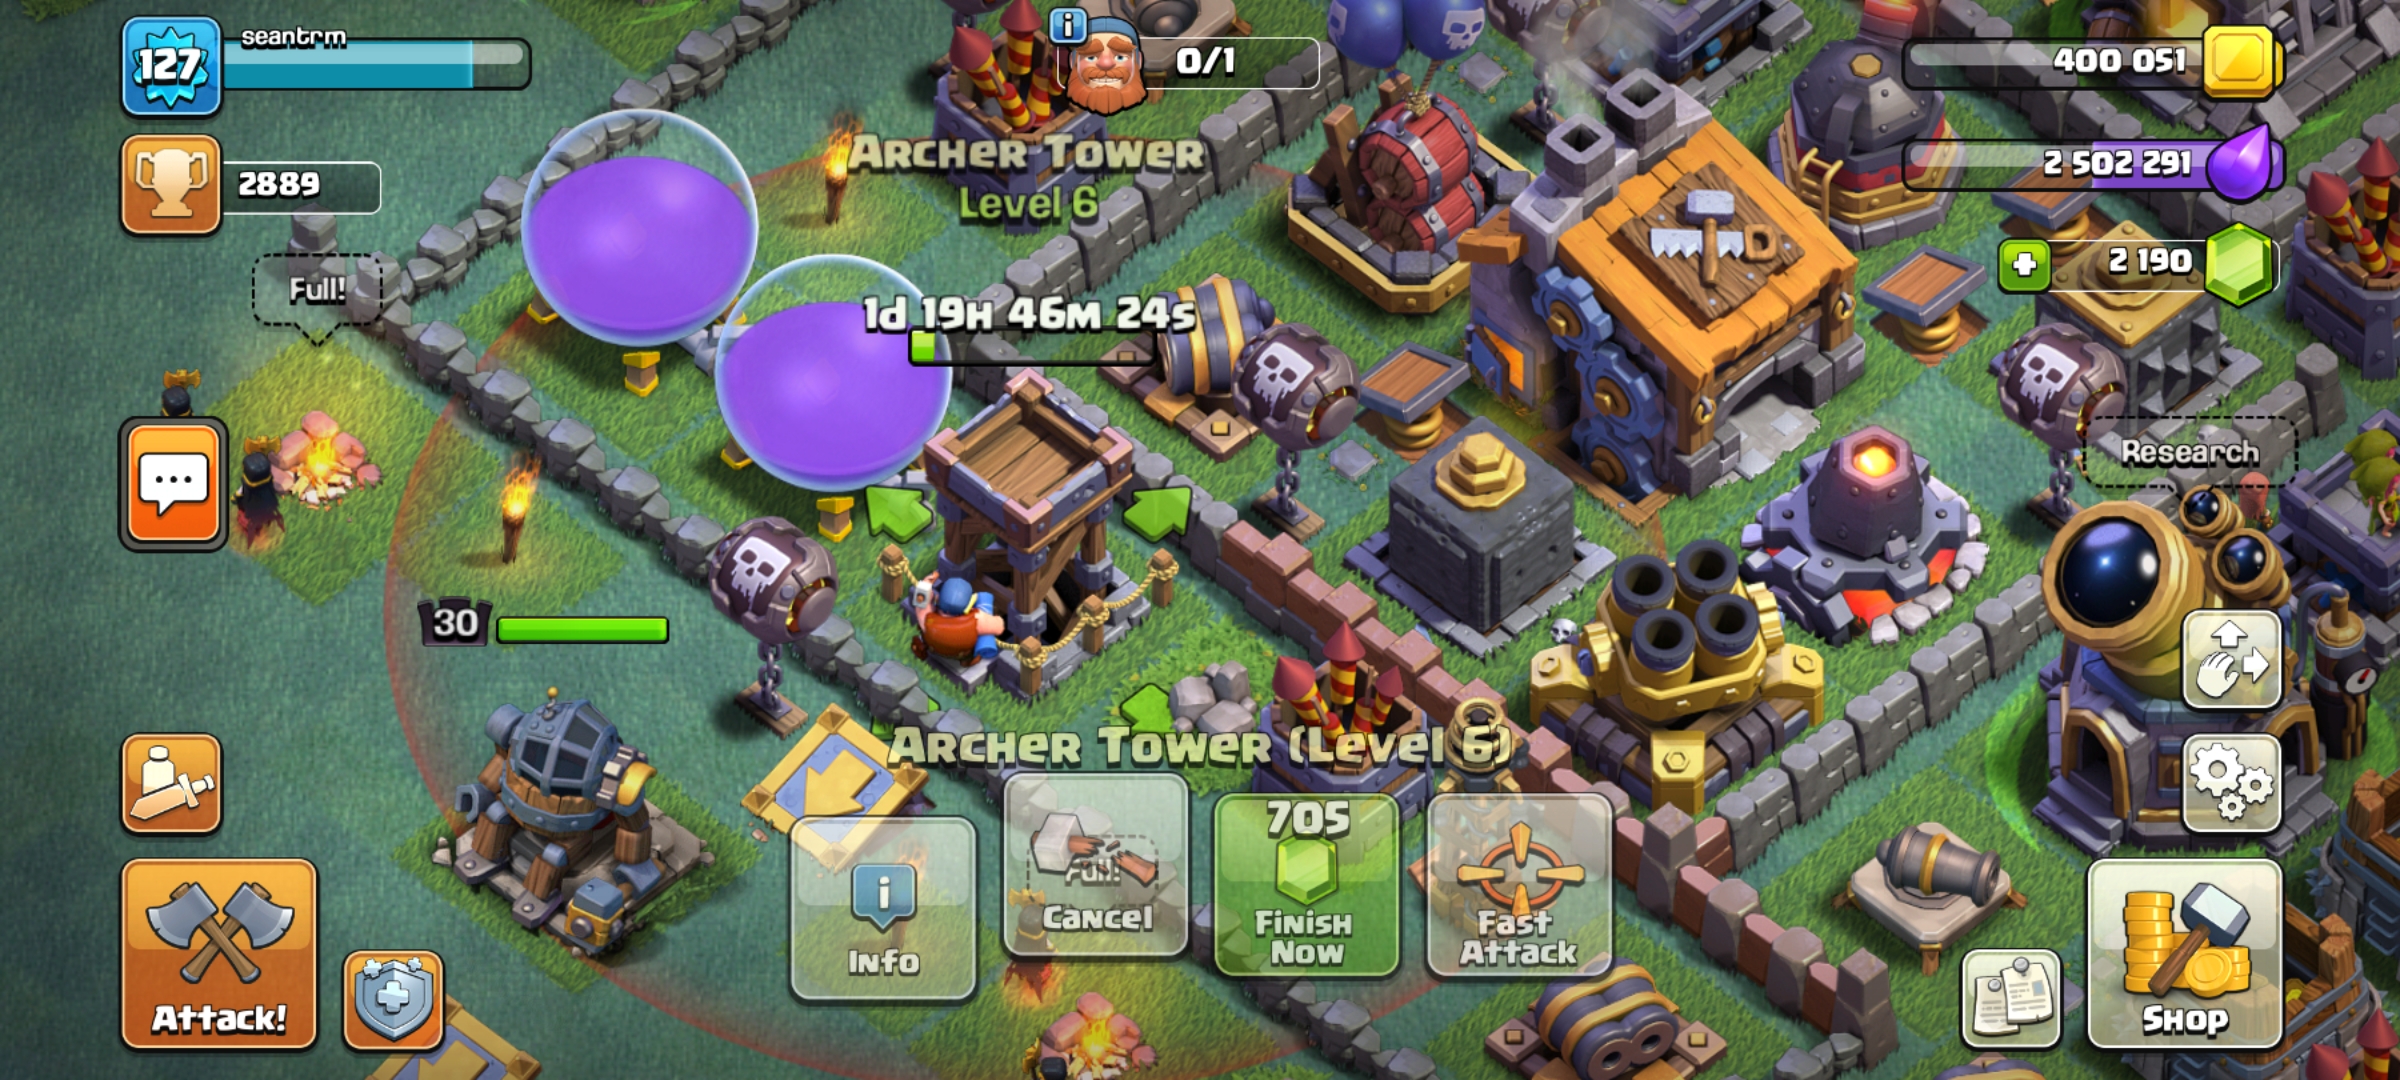 127
seantrm
0/1
400 051
2889
2 502 291
2 190
Archer Tower
Level 6
Full!
1d 19H 46M 24s
Research
30
Archer Tower (Level 6)
Info
Full!
Cancel
705
Finish
Now
Fast
Attack
Attack!
Shop